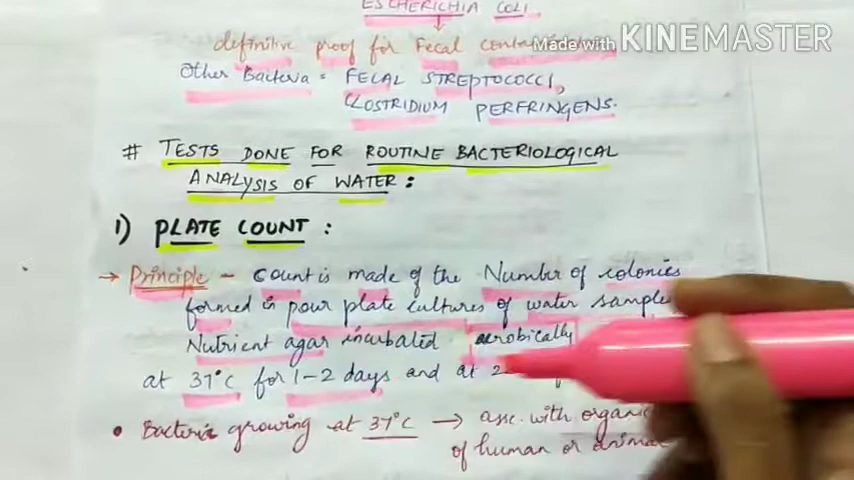 ESCHERICHIA COLI
definitive proof for Fecal
Made with KINEMASTER
Other Bacteria = FECAL STREPTOCOCCI,
CLOSTRIDIUM PERFRINGENS.
# TESTS DONE FOR ROUTINE BACTERIOLOGICAL
ANALYSIS OF WATER :
1) PLATE COUNT :
→ Principle - Count is made of the Number of colonies
formed in pour plate cultures of water sample
Nutrient agar incubated aerobically
at 37°C for 1-2 days and at 2
• Bacteria growing at 37°C → ass. with organic
of human or animal